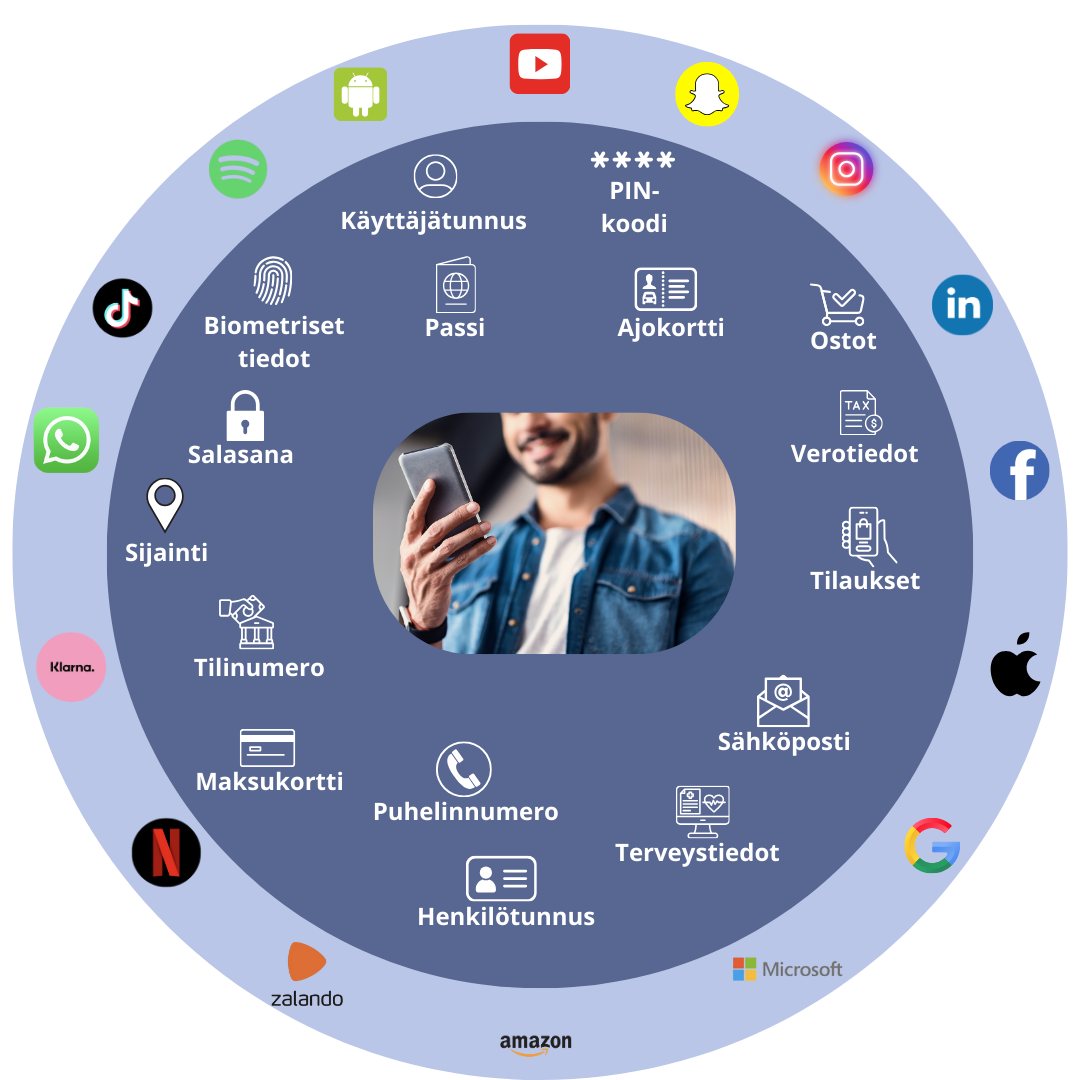 Käyttäjätunnus
****
PIN-
koodi
Biometriset
tiedot
Passi
Ajokortti
Ostot
Salasana
TAX
$
Verotiedot
Sijainti
in
f
Tilaukset
Klarna.
Tilinumero
@
Sähköposti
Maksukortti
Puhelinnumero
N
G
Terveystiedot
Henkilötunnus
Microsoft
zalando
amazon